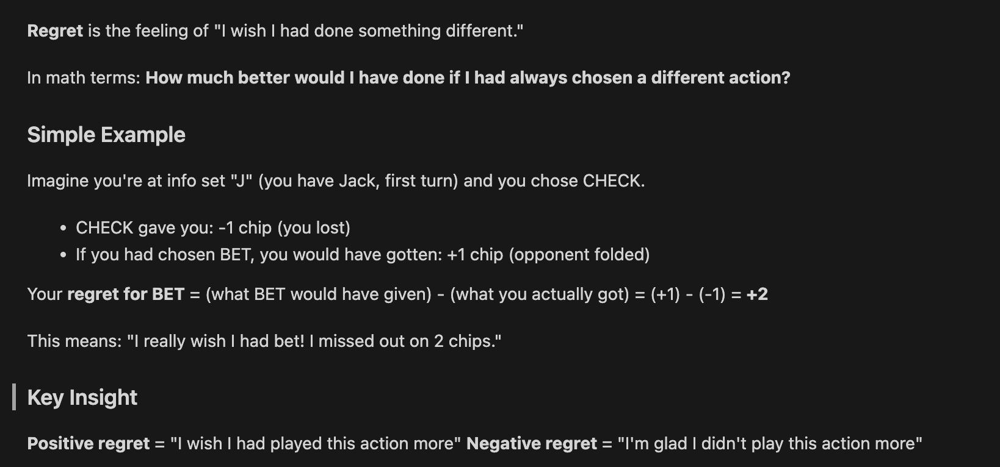 Regret is the feeling of "I wish I had done something different."
In math terms: How much better would I have done if I had always chosen a different action?
Simple Example
Imagine you're at info set "J" (you have Jack, first turn) and you chose CHECK.
• CHECK gave you: -1 chip (you lost)
• If you had chosen BET, you would have gotten: +1 chip (opponent folded)
Your regret for BET = (what BET would have given) - (what you actually got) = (+1) - (-1) = +2
This means: "I really wish I had bet! I missed out on 2 chips."
Key Insight
Positive regret = "I wish I had played this action more" Negative regret = "I'm glad I didn't play this action more"